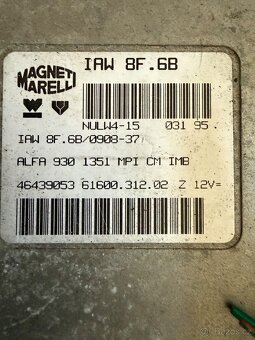 MAGNETI
MARELLI
IAW 8F.6B
NULW4-15 031 95
IAW 8F.6B/0908-37
ALFA 930 1351 MPI CM IMB
46439053 61600.312.02 Z 12V=